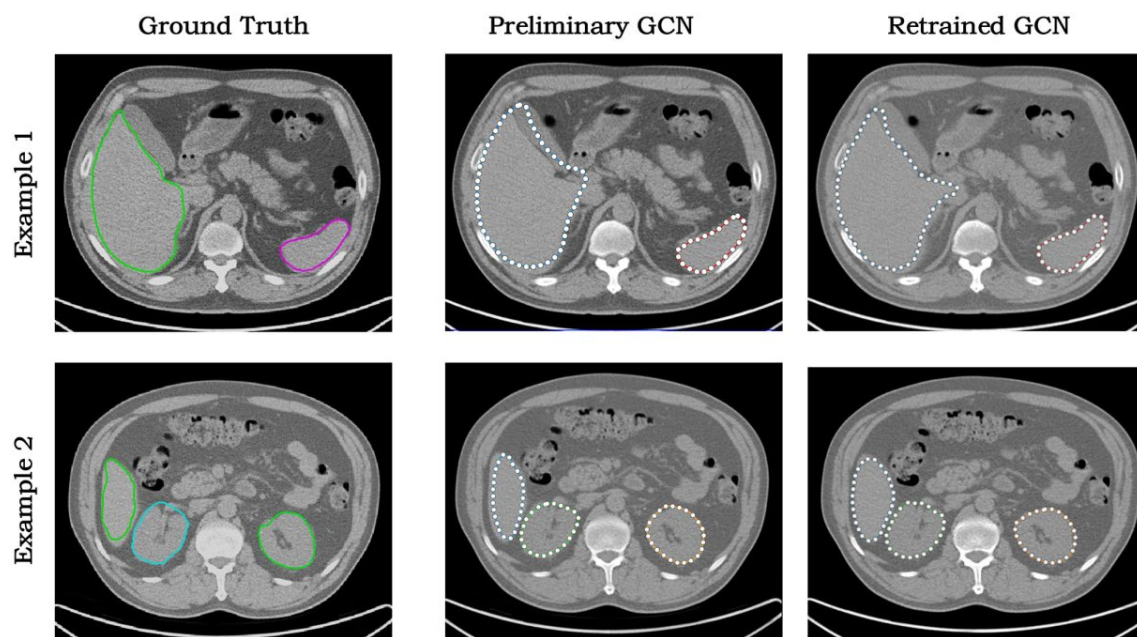 Ground Truth
Preliminary GCN
Retrained GCN
Example 1
Example 2